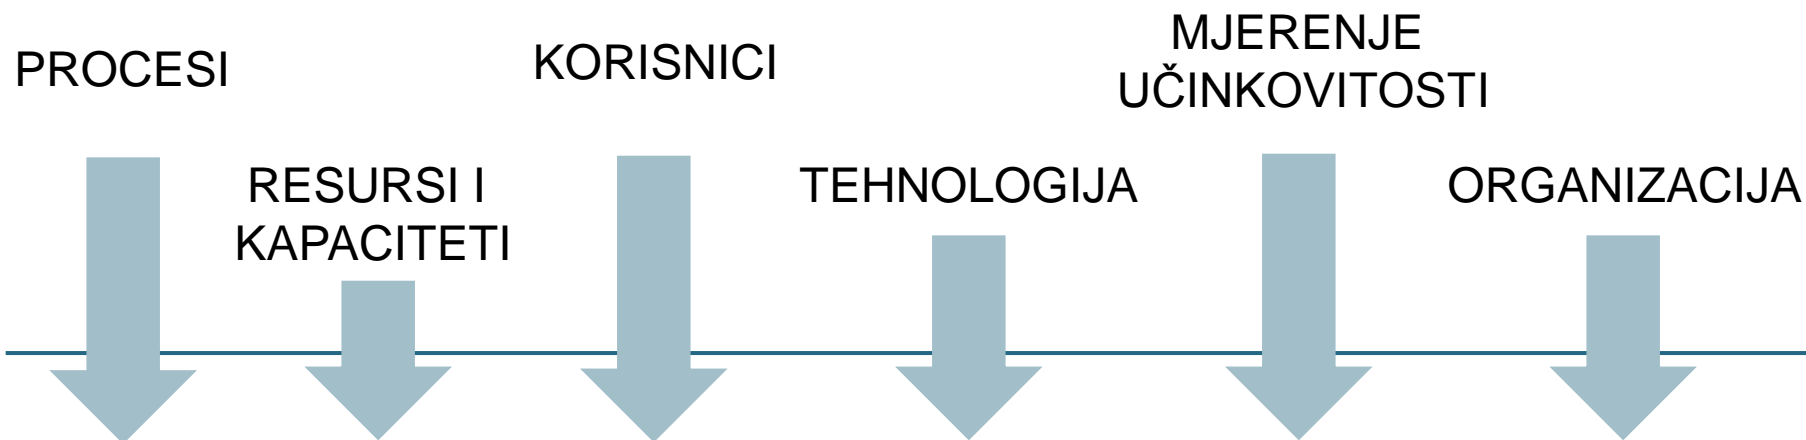 PROCESI
RESURSI I
KAPACITETI
KORISNICI
TEHNOLOGIJA
MJERENJE
UČINKOVITOSTI
ORGANIZACIJA